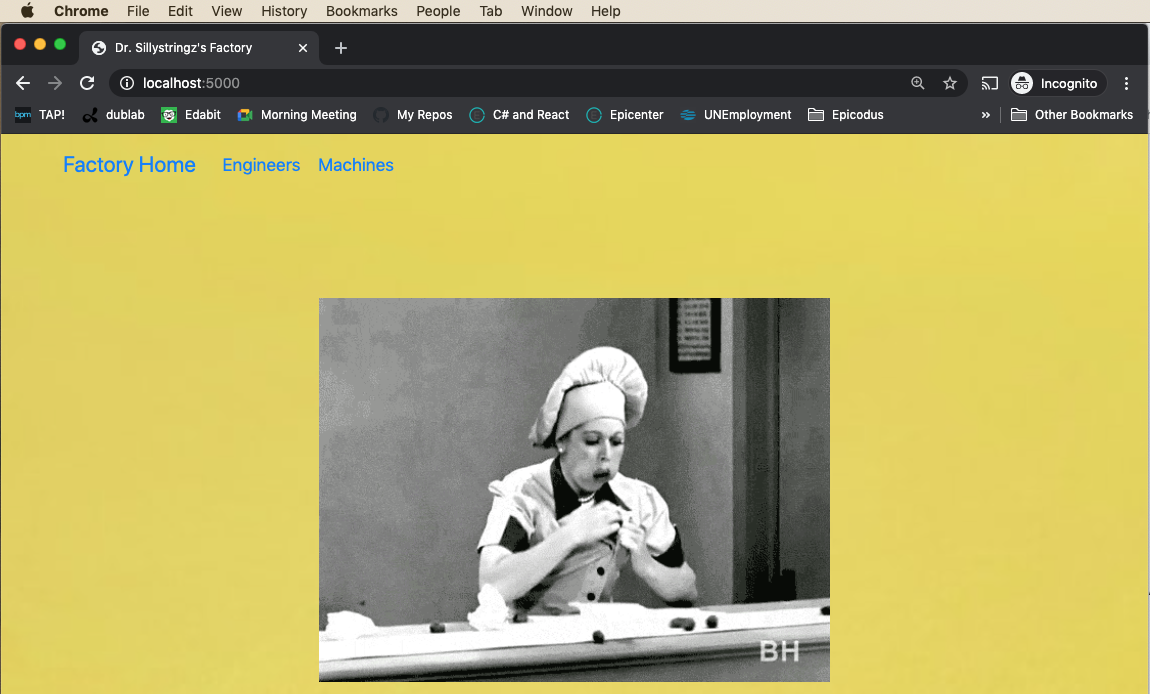 Chrome File Edit View History Bookmarks People Tab Window Help
Dr. Sillystringz's Factory
localhost:5000 Incognito
bpm TAP! dublab Edabit Morning Meeting My Repos C# and React Epicenter UNEmployment Epicodus » Other Bookmarks
Factory Home Engineers Machines
BH